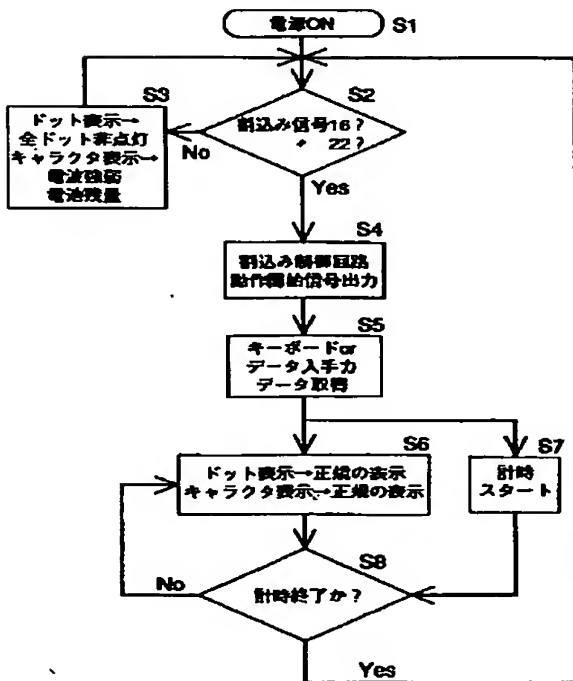 電源ON
S1
S3
ドット表示→
全ドット非点灯
キャラクタ表示→
電波強弱
電池残量
No
S2
割込み信号16?
〃 22?
Yes
S4
割込み制御回路
動作開始信号出力
S5
キーボードor
データ入手力
データ取得
S6
ドット表示→正規の表示
キャラクタ表示→正規の表示
S7
計時
スタート
S8
計時終了か?
No
Yes